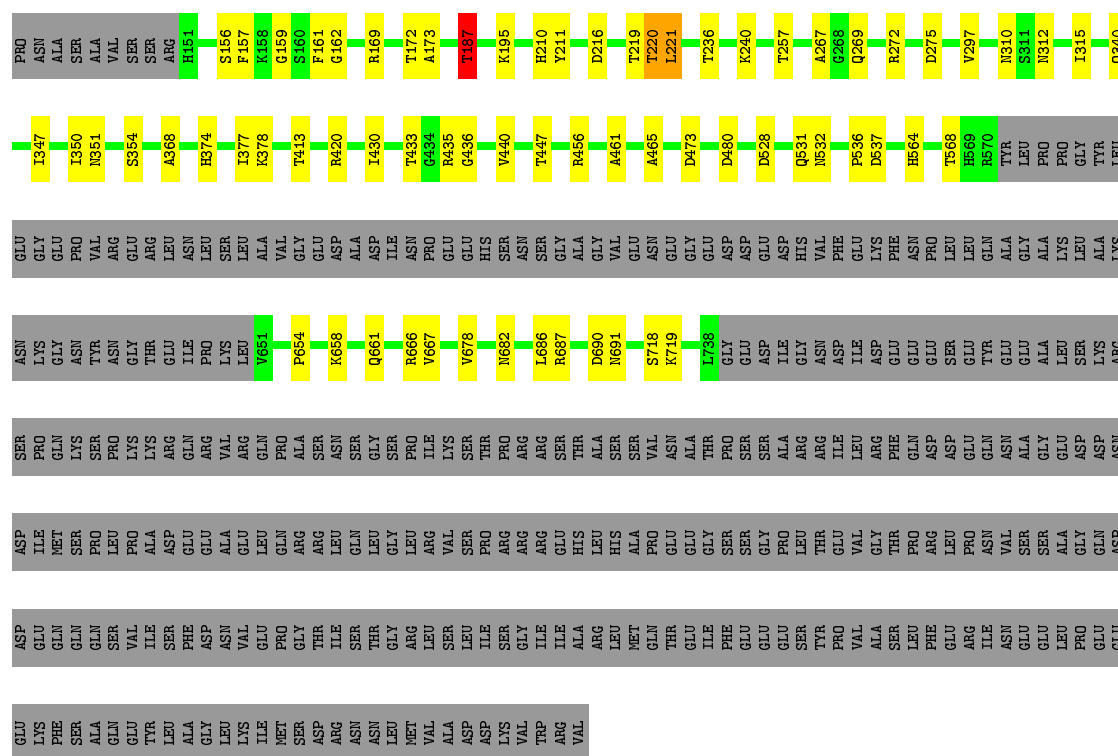 PRO ASN ALA SER ALA VAL SER SER ARG H151 S156 F157 K158 G159 S160 F161 G162 R169 T172 A173 T187 K195 H210 Y211 D216 T219 T220 L221 T236 K240 T257 A267 G268 Q269 R272 D275 V297 N310 S311 N312 I315
I347 I350 N351 S354 A368 H374 I377 K378 T413 R420 I430 T433 G434 R435 G436 V440 T447 R456 A461 A465 D473 D480 D528 Q531 N532 P536 D537 H564 T568 H569 R570 TYR LEU PRO PRO GLY TYR LEU
GLU GLY GLU PRO VAL ARG GLU ARG LEU ASN LEU SER LEU ALA VAL GLY GLU ASP ALA ASP ILE ASN PRO GLU GLU HIS SER ASN SER GLY ALA GLY VAL GLU ASN GLU GLY GLU ASP ASP GLU ASP HIS VAL PHE GLU LYS PHE ASN PRO LEU LEU GLN ALA GLY ALA LYS LEU ALA LYS
ASN LYS GLY ASN TYR ASN GLY THR GLU ILE PRO LYS LEU V651 P654 K658 Q661 R666 V667 V678 N682 L686 R687 D690 N691 S718 K719 L738 GLY GLU ASP ILE GLY ASN ASP ILE ASP GLU GLU GLU SER GLU TYR GLU GLU ALA LEU SER LYS ARG
SER PRO GLN LYS SER PRO LYS LYS ARG GLN ARG VAL ARG GLN PRO ALA SER ASN SER GLY SER PRO ILE LYS SER THR PRO ARG ARG SER THR ALA SER SER VAL ASN ALA THR PRO SER SER ALA ARG ARG ILE LEU ARG PHE GLN ASP ASP GLU GLN ASN ALA GLY GLU ASP ASP ASN
ASP ILE MET SER PRO LEU PRO ALA ASP GLU GLU ALA GLU LEU GLN ARG ARG LEU GLN LEU GLY LEU ARG VAL SER PRO ARG ARG ARG GLU HIS LEU HIS ALA PRO GLU GLU GLY SER SER GLY PRO LEU THR GLU VAL GLY THR PRO ARG LEU PRO ASN VAL SER SER ALA GLY GLN ASP
ASP GLU GLN GLN GLN SER VAL ILE SER PHE ASP ASN VAL GLU PRO GLY THR ILE SER ASN THR GLY ARG LEU SER LEU ILE SER GLY ILE ILE ALA ARG LEU MET GLN THR GLU ILE PHE GLU GLU GLU SER TYR PRO VAL ALA SER LEU PHE GLU ARG ILE ASN GLU GLU LEU PRO GLU GLU
GLU LYS PHE SER ALA GLN GLU TYR LEU ALA GLY LEU LYS ILE MET SER ASP ARG ASN ASN LEU MET VAL ALA ASP ASP LYS VAL TRP ARG VAL